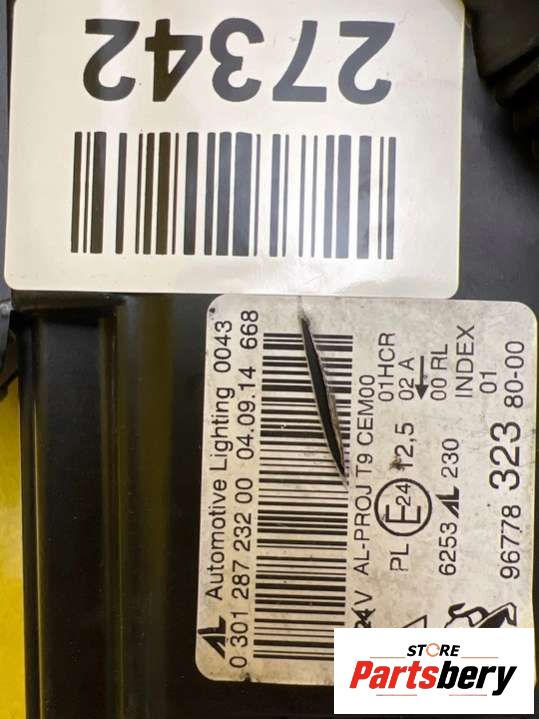 27342
Automotive Lighting 0043
0 301 287 232 00 04.09.14 668
24V AL-PROJ T9 CEM00
PL E24 12,5
01HCR
02 A
00 RL
6253 AL 230
INDEX
01
96778 323 80-00
STORE
Partsbery